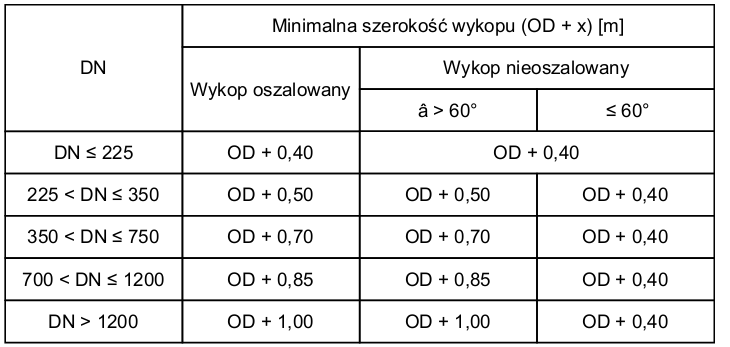 DN
Minimalna szerokość wykopu (OD + x) [m]
Wykop oszalowany
Wykop nieoszalowany
â > 60°
≤ 60°
DN ≤ 225
OD + 0,40
OD + 0,40
225 < DN ≤ 350
OD + 0,50
OD + 0,50
OD + 0,40
350 < DN ≤ 750
OD + 0,70
OD + 0,70
OD + 0,40
700 < DN ≤ 1200
OD + 0,85
OD + 0,85
OD + 0,40
DN > 1200
OD + 1,00
OD + 1,00
OD + 0,40